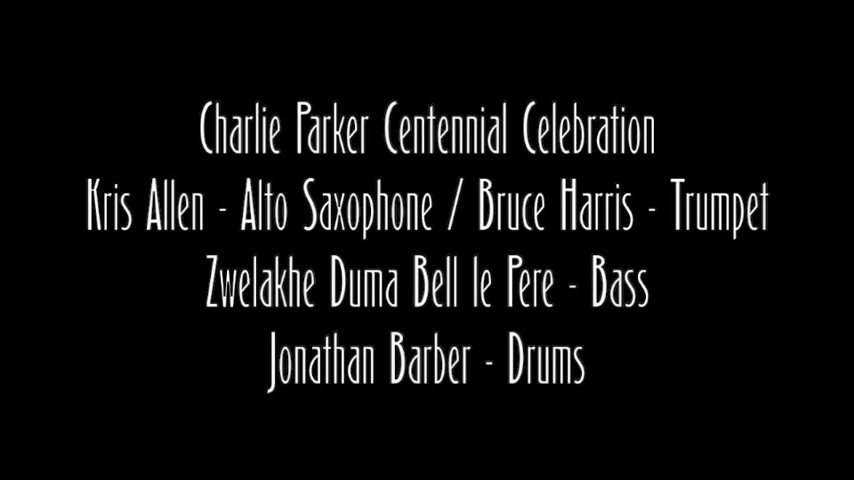 Charlie Parker Centennial Celebration
Kris Allen - Alto Saxophone / Bruce Harris - Trumpet
Zwelakhe Duma Bell le Pere - Bass
Jonathan Barber - Drums